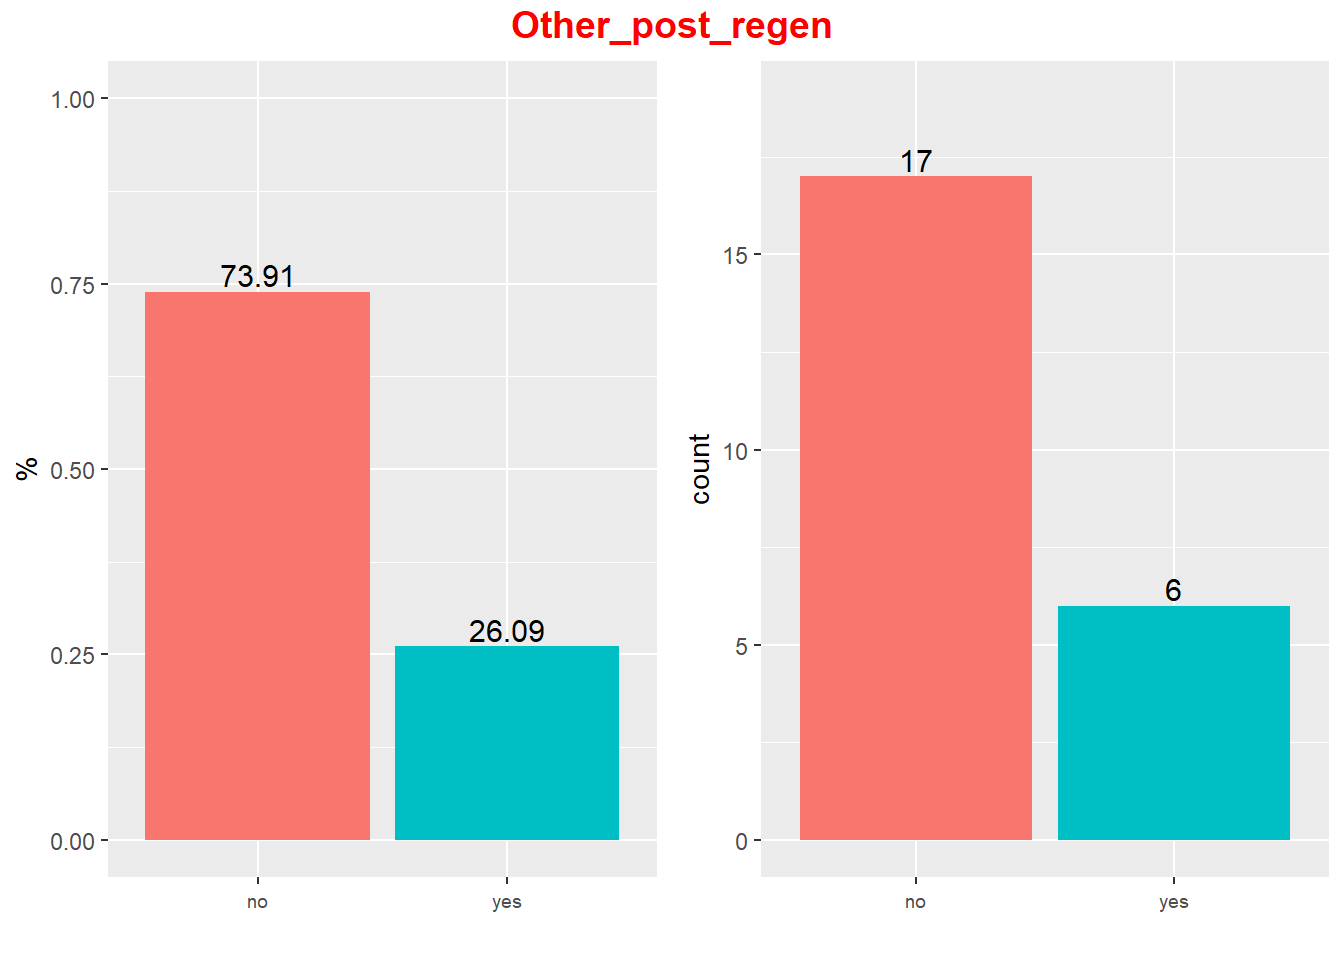 Other_post_regen
%
1.00
0.75
0.50
0.25
0.00
73.91
26.09
no
yes
count
15
10
5
0
17
6
no
yes